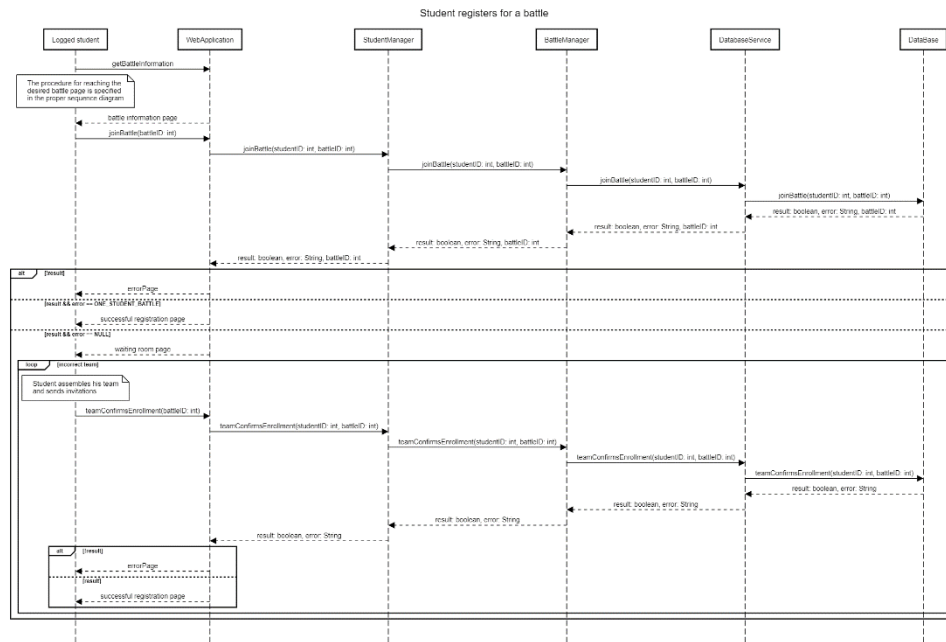 Student registers for a battle
Logged student
WebApplication
StudentManager
BattleManager
DatabaseService
DataBase
getBattleInformation
The procedure for reaching the
desired battle page is specified
in the proper sequence diagram
battle information page
joinBattle(battleID: int)
joinBattle(studentID: int, battleID: int)
joinBattle(studentID: int, battleID: int)
joinBattle(studentID: int, battleID: int)
joinBattle(studentID: int, battleID: int)
result: boolean, error: String, battleID: int
result: boolean, error: String, battleID: int
result: boolean, error: String, battleID: int
result: boolean, error: String, battleID: int
alt
[!result]
errorPage
[result && error == ONE_STUDENT_BATTLE]
successful registration page
[result && error == NULL]
waiting room page
loop
[incorrect team]
Student assembles his team
and sends invitations
teamConfirmsEnrollment(battleID: int)
teamConfirmsEnrollment(studentID: int, battleID: int)
teamConfirmsEnrollment(studentID: int, battleID: int)
teamConfirmsEnrollment(studentID: int, battleID: int)
teamConfirmsEnrollment(studentID: int, battleID: int)
result: boolean, error: String
result: boolean, error: String
result: boolean, error: String
result: boolean, error: String
alt
[!result]
errorPage
[result]
successful registration page